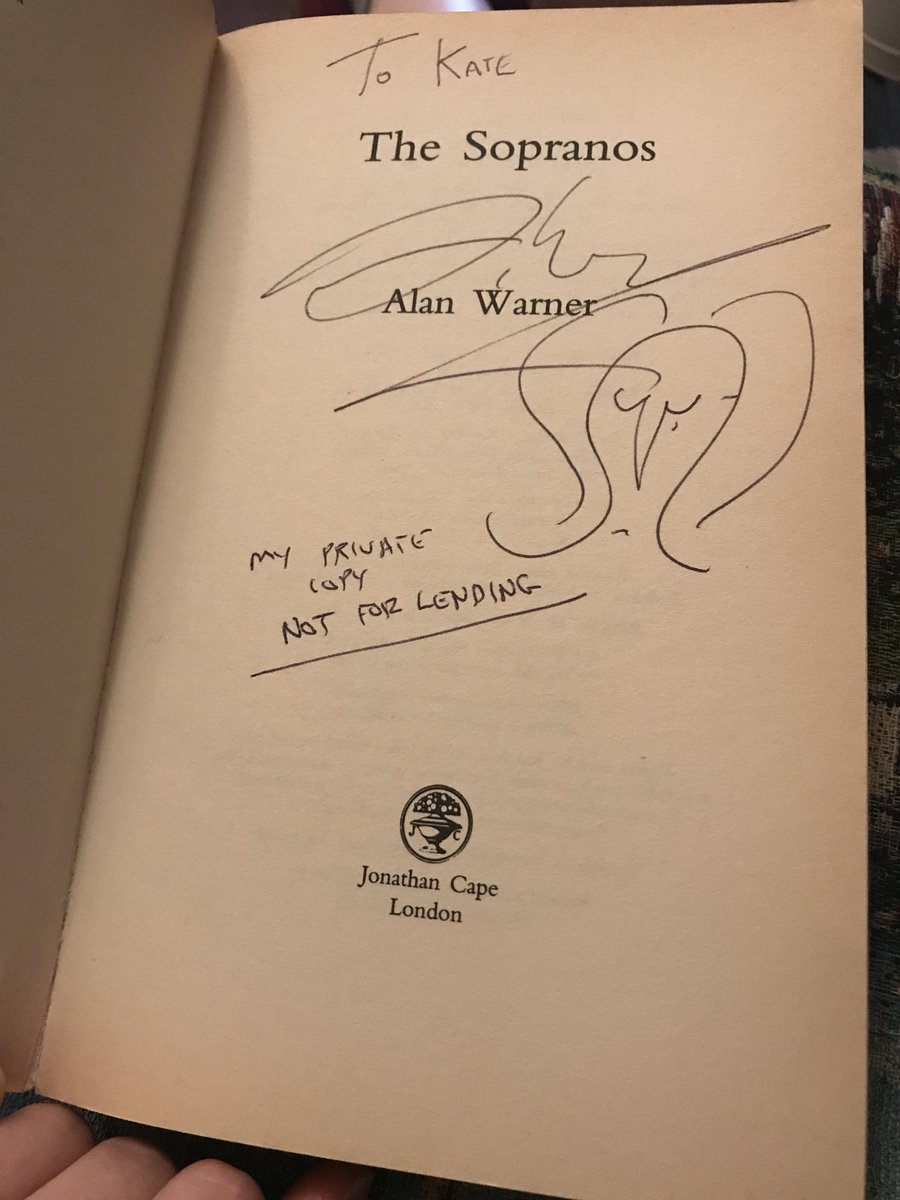 To KATE
The Sopranos
Alan Warner
MY PRIVATE
COPY
NOT FOR LENDING
J C
Jonathan Cape
London